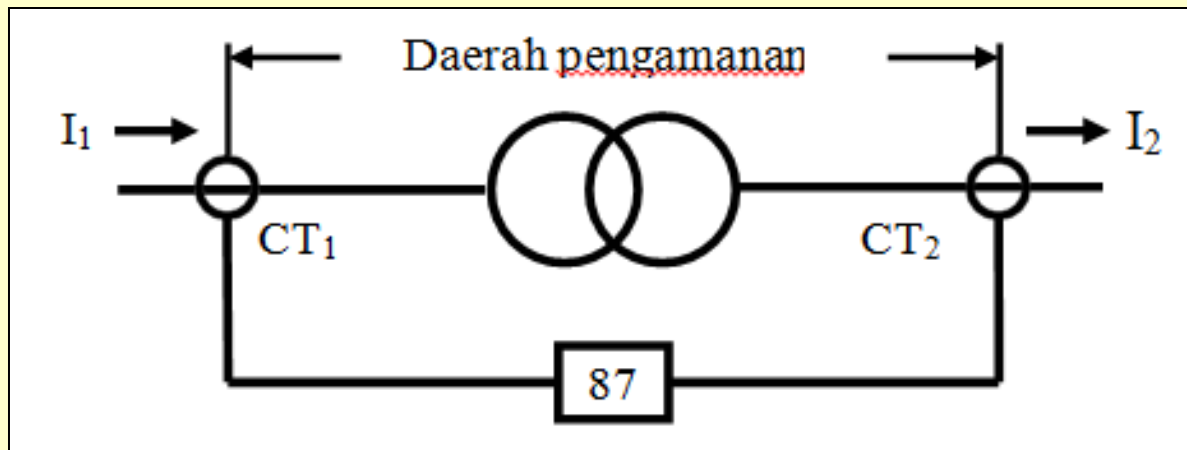 Daerah pengamanan
I₁
I₂
CT₁
CT₂
87